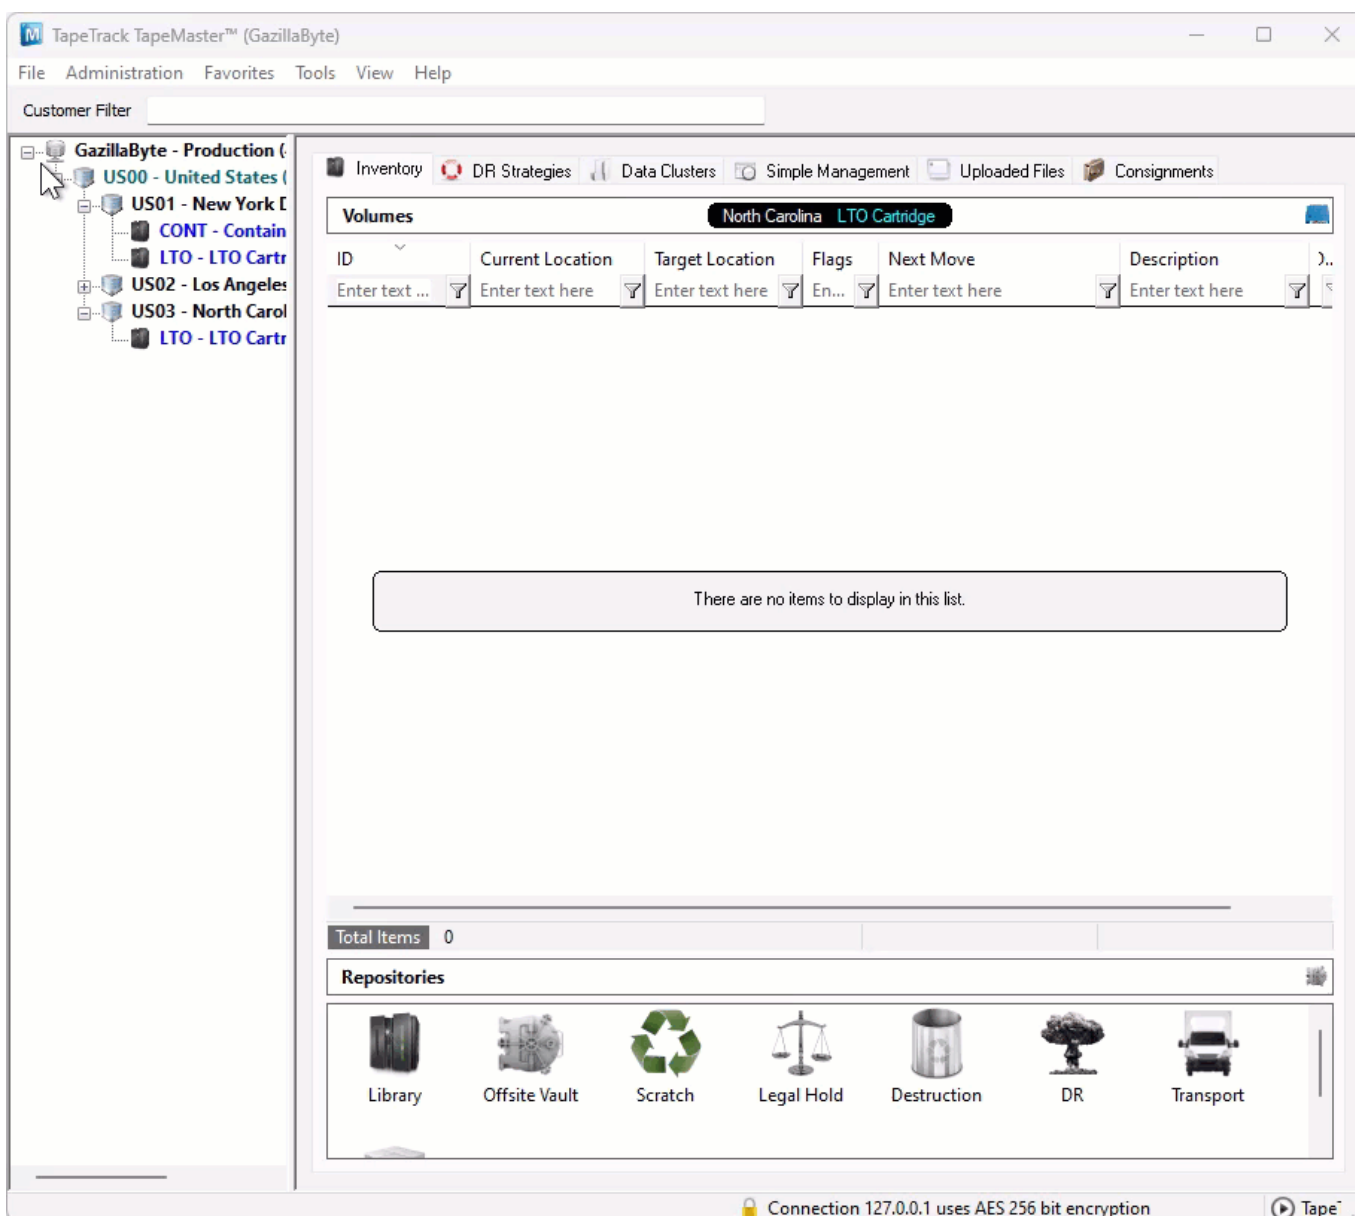 TapeTrack TapeMaster™ (GazillaByte)
File Administration Favorites Tools View Help
Customer Filter
GazillaByte - Production (
US00 - United States (
US01 - New York D
CONT - Contain
LTO - LTO Cartr
US02 - Los Angeles
US03 - North Carol
LTO - LTO Cartr
Inventory DR Strategies Data Clusters Simple Management Uploaded Files Consignments
Volumes North Carolina LTO Cartridge
ID Current Location Target Location Flags Next Move Description
Enter text ... Enter text here Enter text here En... Enter text here Enter text here
There are no items to display in this list.
Total Items 0
Repositories
Library Offsite Vault Scratch Legal Hold Destruction DR Transport
Connection 127.0.0.1 uses AES 256 bit encryption Tape